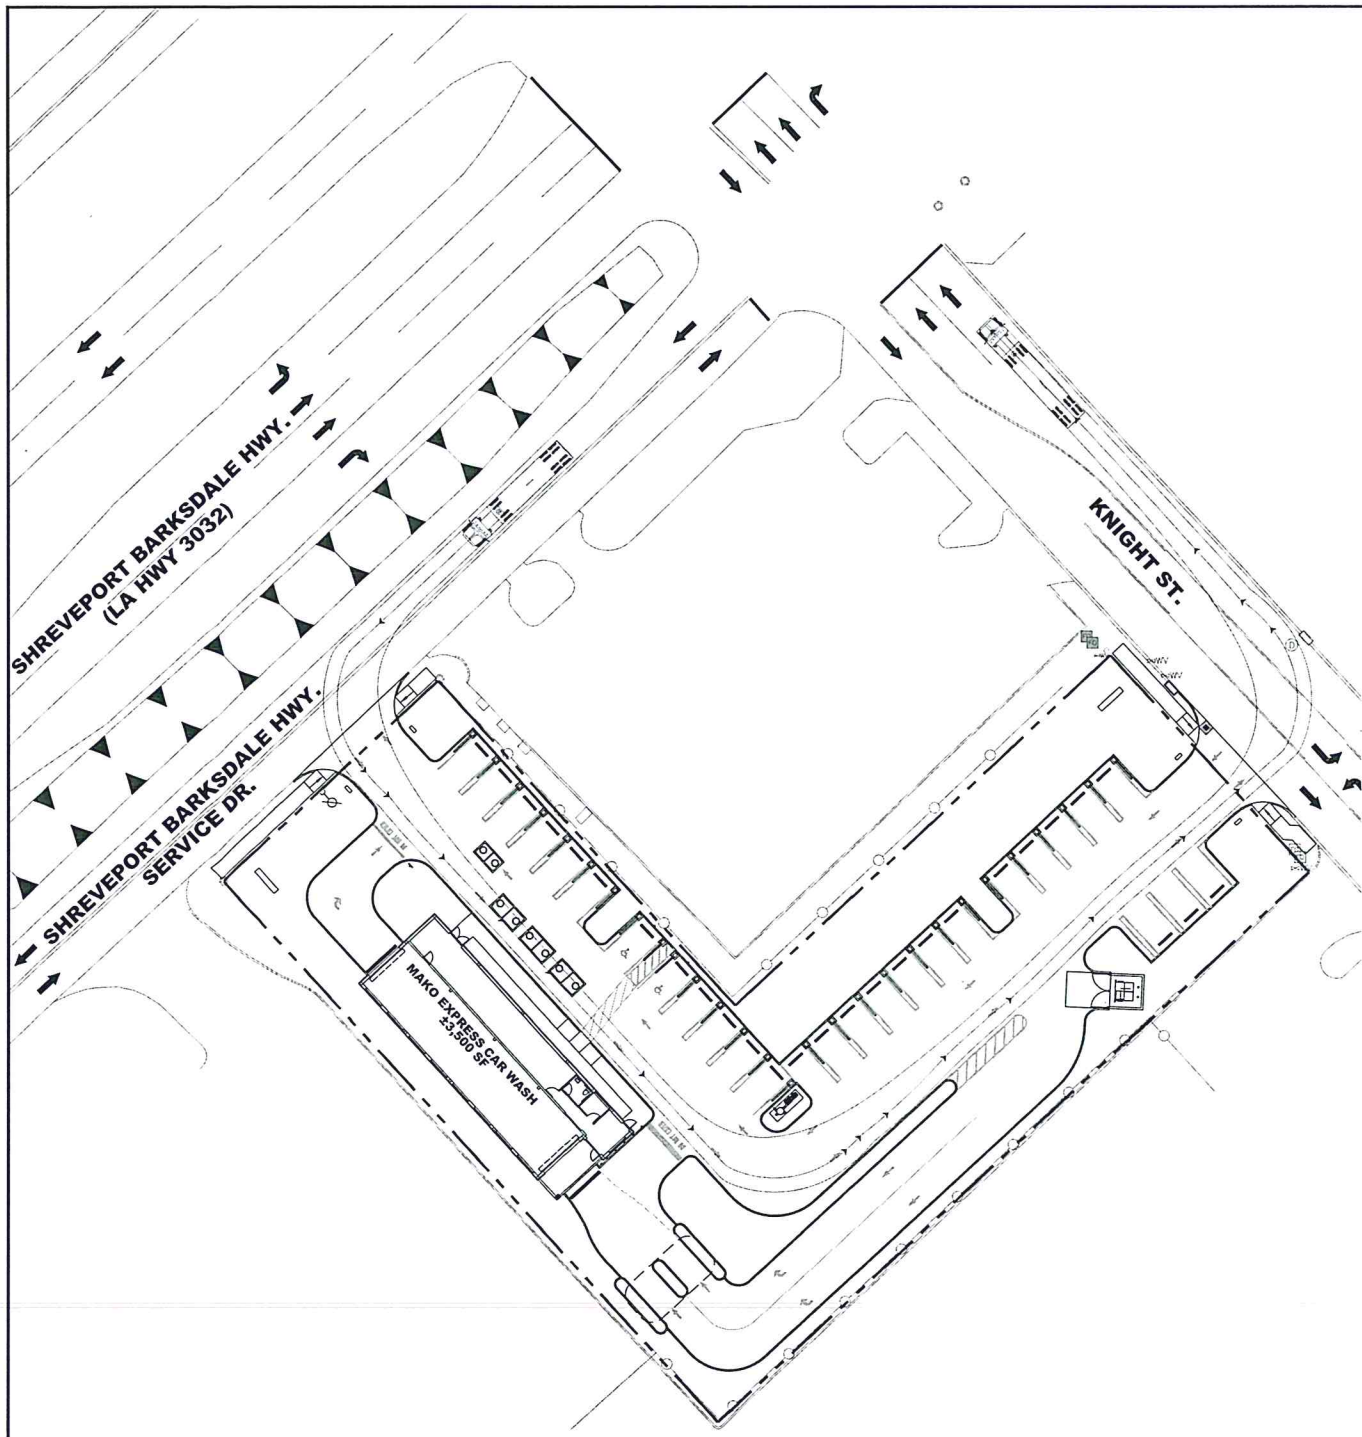 SHREVEPORT BARKSDALE HWY.
(LA HWY 3032)
SHREVEPORT BARKSDALE HWY.
SERVICE DR.
KNIGHT ST.
MAKO EXPRESS CAR WASH
±3,500 SF